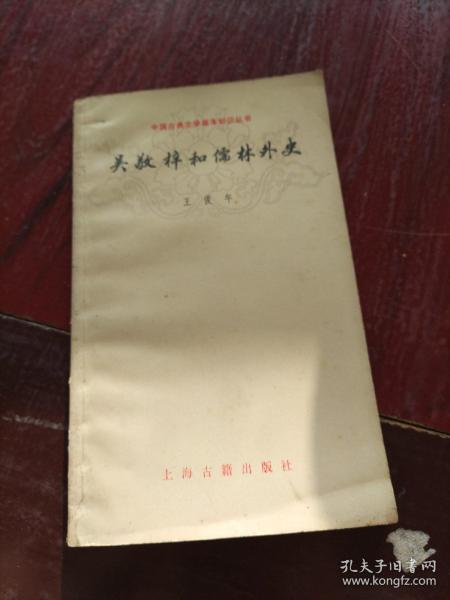 中国古典文学基本知识丛书
吴敬梓和儒林外史
王俊年
上海古籍出版社
孔夫子旧书网
www.kongfz.com